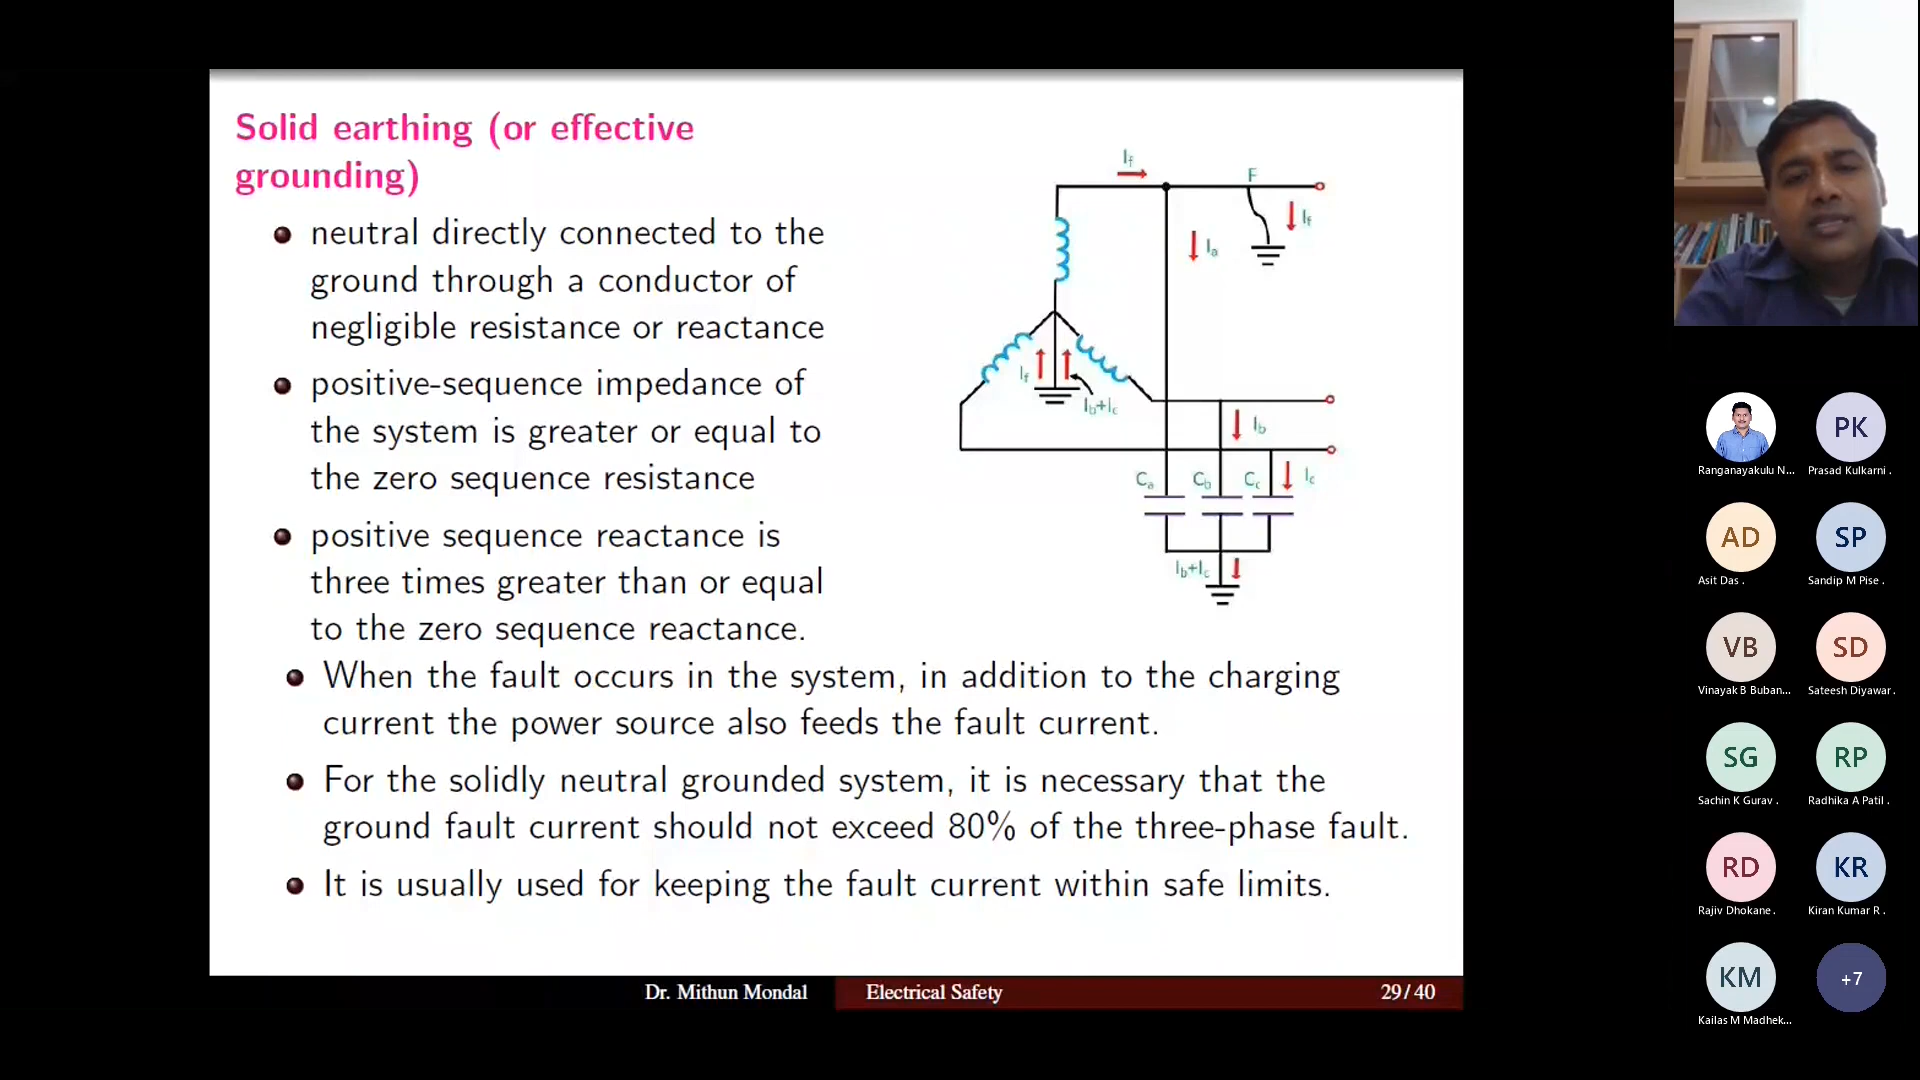 Solid earthing (or effective
grounding)
neutral directly connected to the
ground through a conductor of
negligible resistance or reactance
positive-sequence impedance of
the system is greater or equal to
the zero sequence resistance
positive sequence reactance is
three times greater than or equal
to the zero sequence reactance.
When the fault occurs in the system, in addition to the charging
current the power source also feeds the fault current.
For the solidly neutral grounded system, it is necessary that the
ground fault current should not exceed 80% of the three-phase fault.
It is usually used for keeping the fault current within safe limits.
If
F
Ia
If
If
Ib+Ic
Ib
Ca
Cb
Cc
Ic
Ib+Ic
Dr. Mithun Mondal
Electrical Safety
29/40
Ranganayakulu N...
PK
Prasad Kulkarni .
AD
Asit Das .
SP
Sandip M Pise .
VB
Vinayak B Buban...
SD
Sateesh Diyawar .
SG
Sachin K Gurav .
RP
Radhika A Patil .
RD
Rajiv Dhokane .
KR
Kiran Kumar R .
KM
Kailas M Madhek...
+7